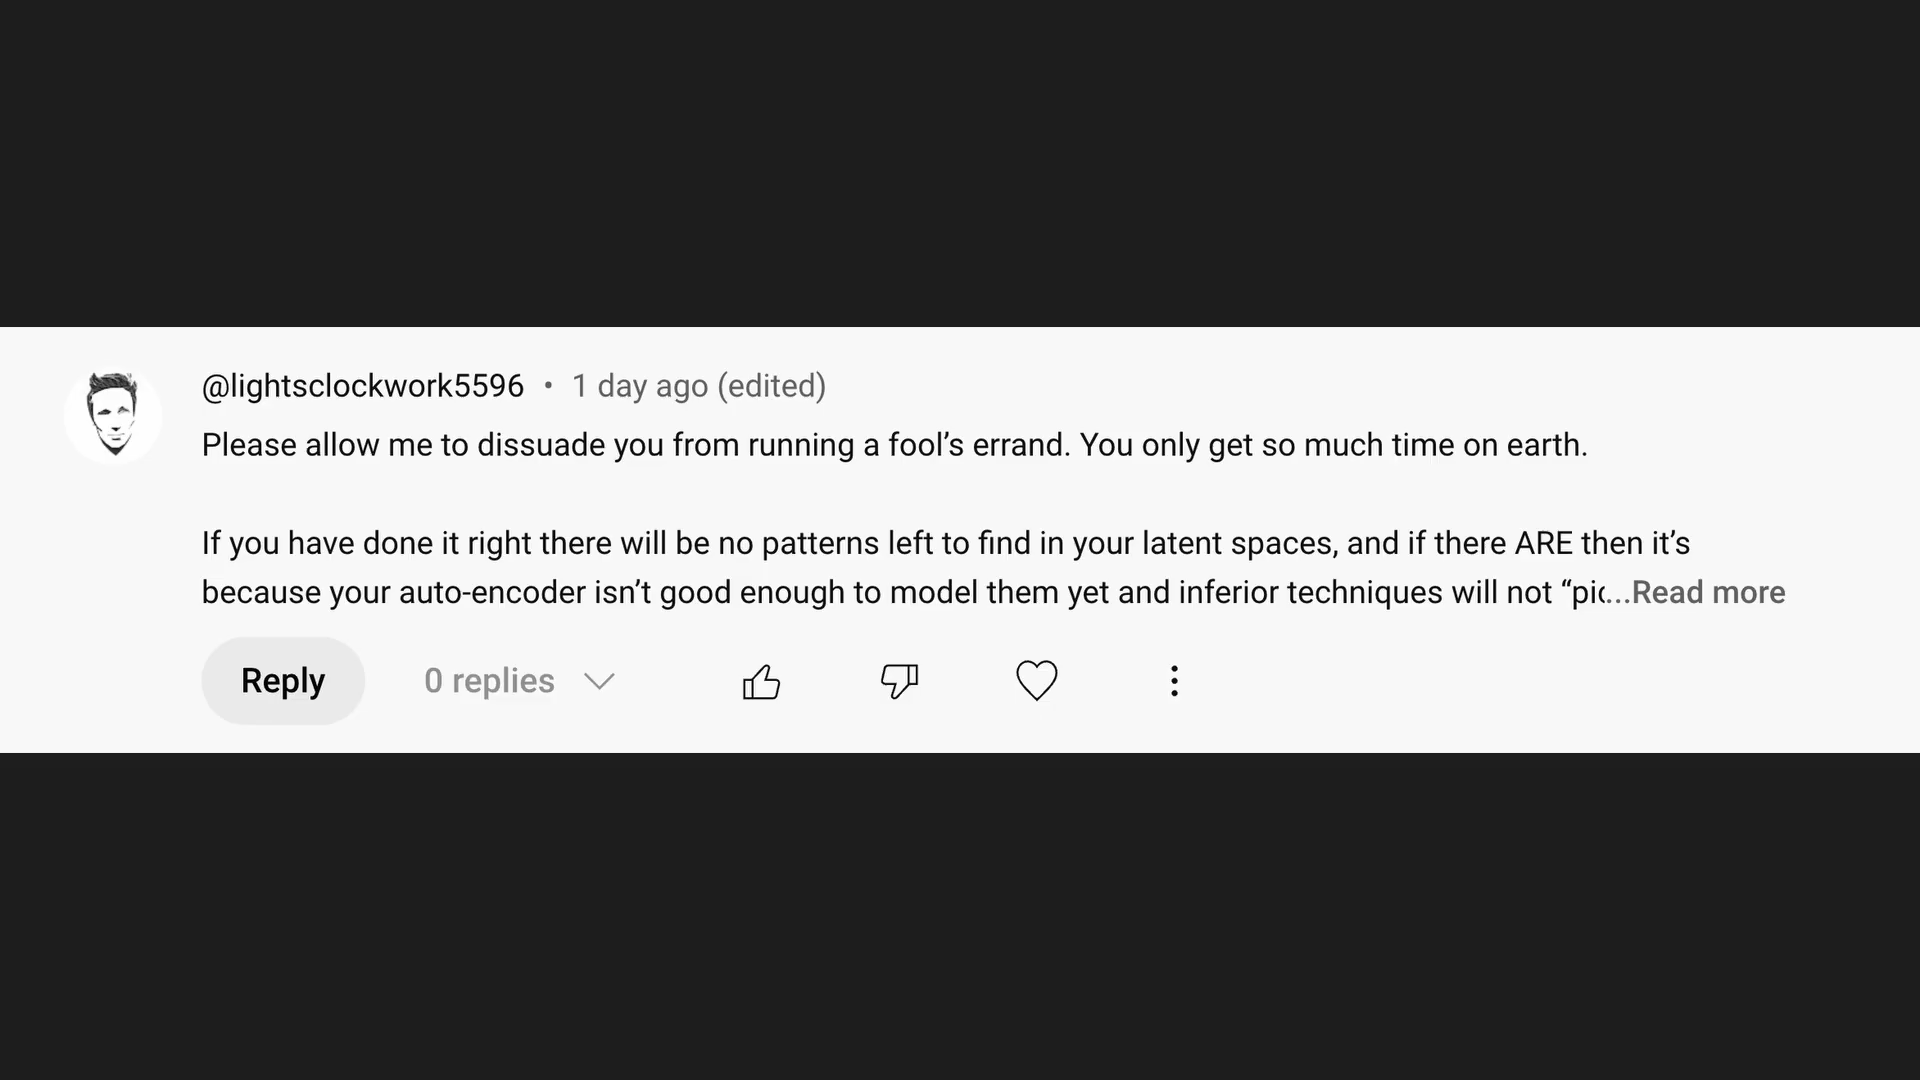 @lightsclockwork5596 • 1 day ago (edited)
Please allow me to dissuade you from running a fool’s errand. You only get so much time on earth.
If you have done it right there will be no patterns left to find in your latent spaces, and if there ARE then it’s
because your auto-encoder isn’t good enough to model them yet and inferior techniques will not “pic...Read more
Reply 0 replies